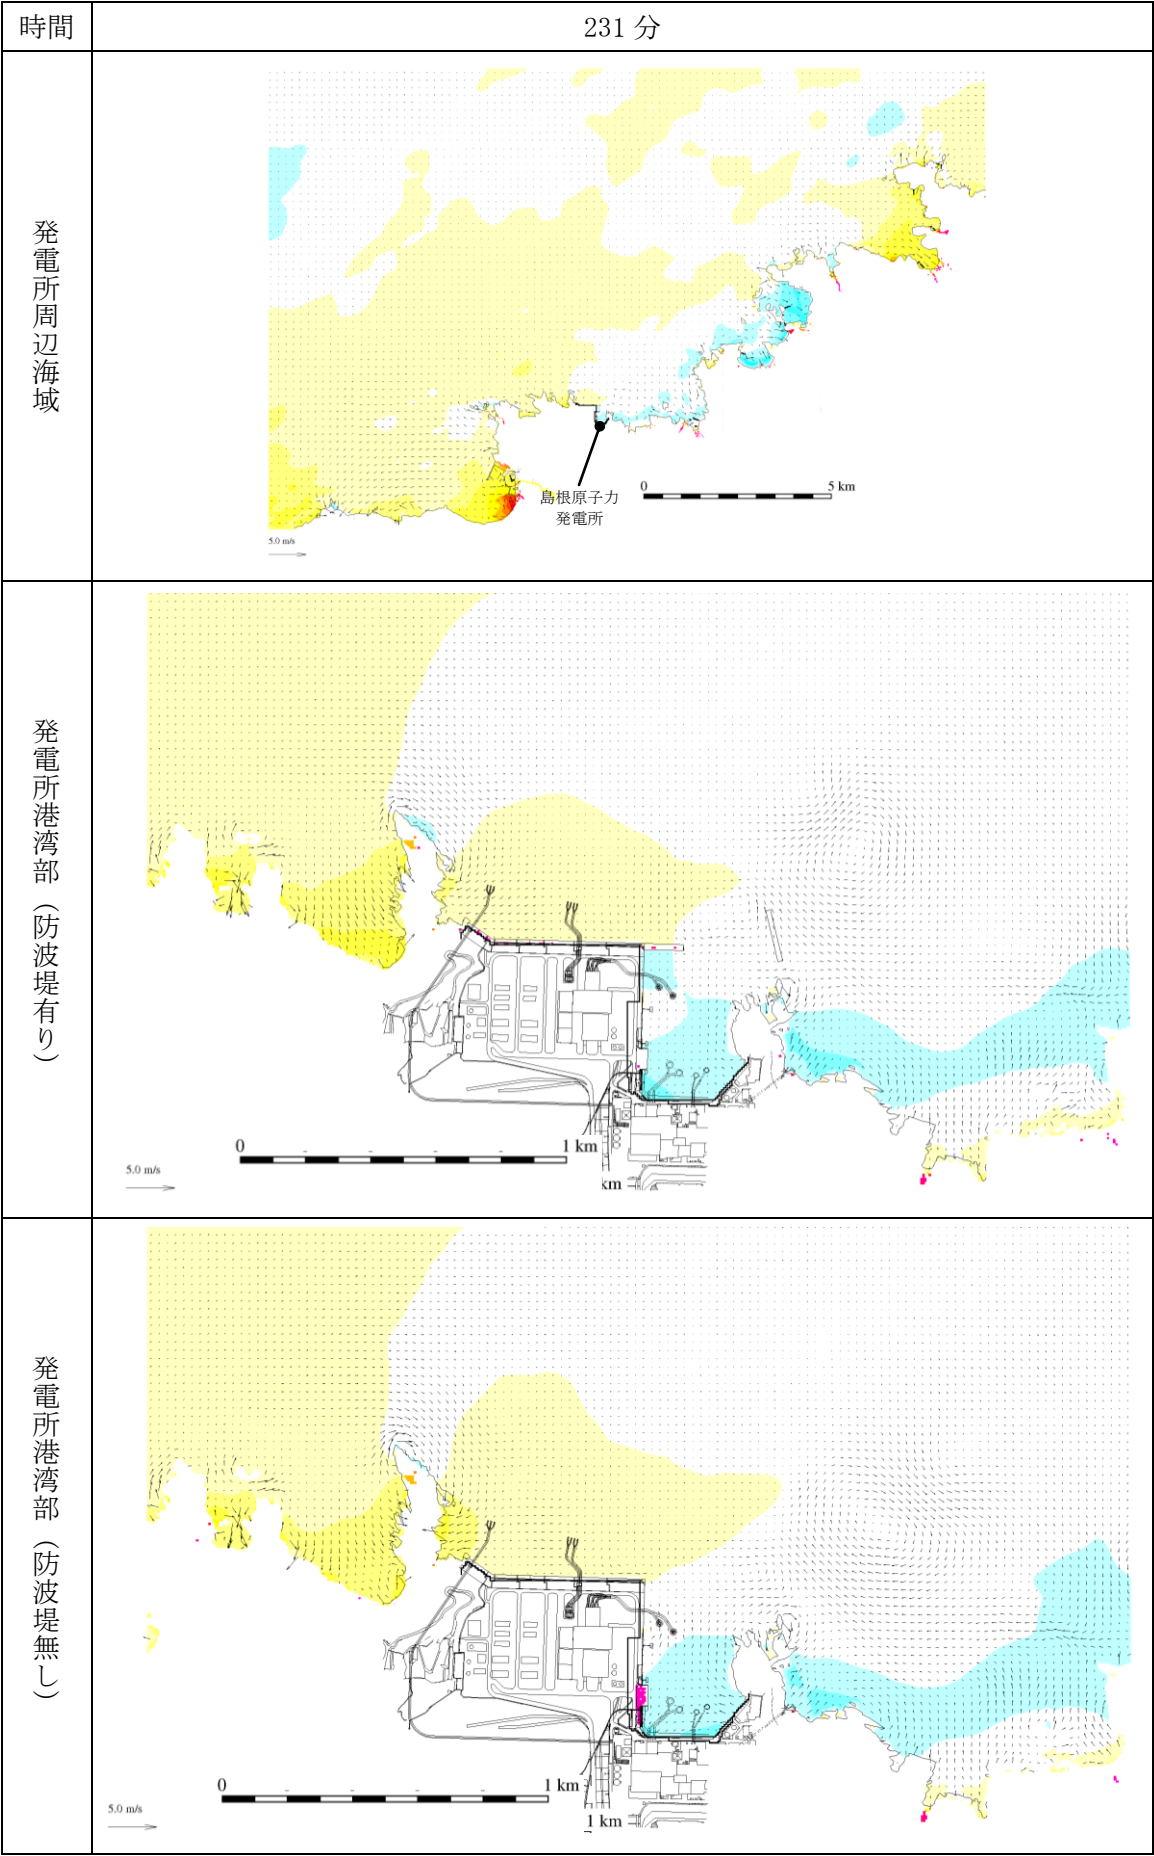 時間
231 分
発電所周辺海域
島根原子力
発電所
0
5 km
5.0 m/s
発電所港湾部（防波堤有り）
0
1 km
5.0 m/s
km
発電所港湾部（防波堤無し）
0
1 km
5.0 m/s
1 km